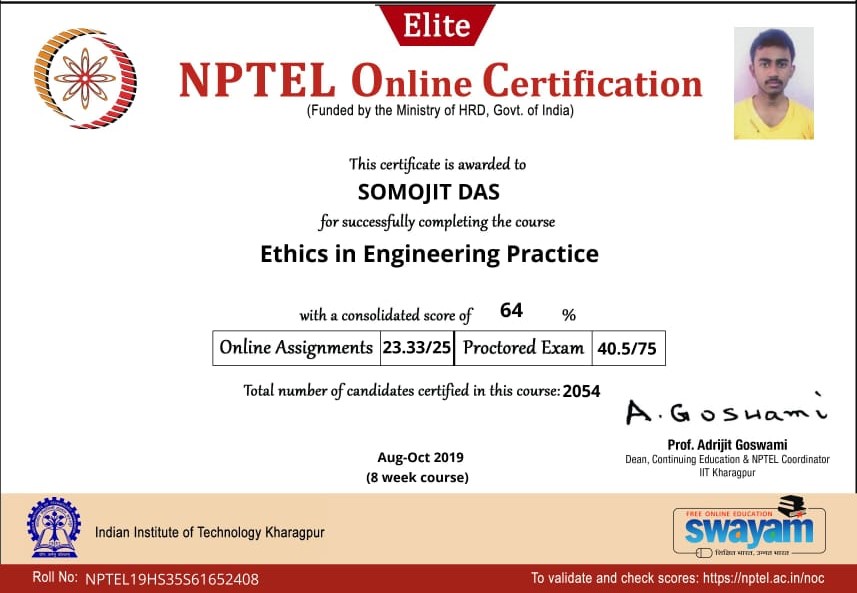 Elite
NPTEL Online Certification
(Funded by the Ministry of HRD, Govt. of India)
This certificate is awarded to
SOMOJIT DAS
for successfully completing the course
Ethics in Engineering Practice
with a consolidated score of 64 %
Online Assignments 23.33/25 Proctored Exam 40.5/75
Total number of candidates certified in this course: 2054
A. Goswami
Prof. Adrijit Goswami
Dean, Continuing Education & NPTEL Coordinator
IIT Kharagpur
Aug-Oct 2019
(8 week course)
Indian Institute of Technology Kharagpur
FREE ONLINE EDUCATION
swayam
शिक्षित भारत, उन्नत भारत
Roll No: NPTEL19HS35S61652408
To validate and check scores: https://nptel.ac.in/noc